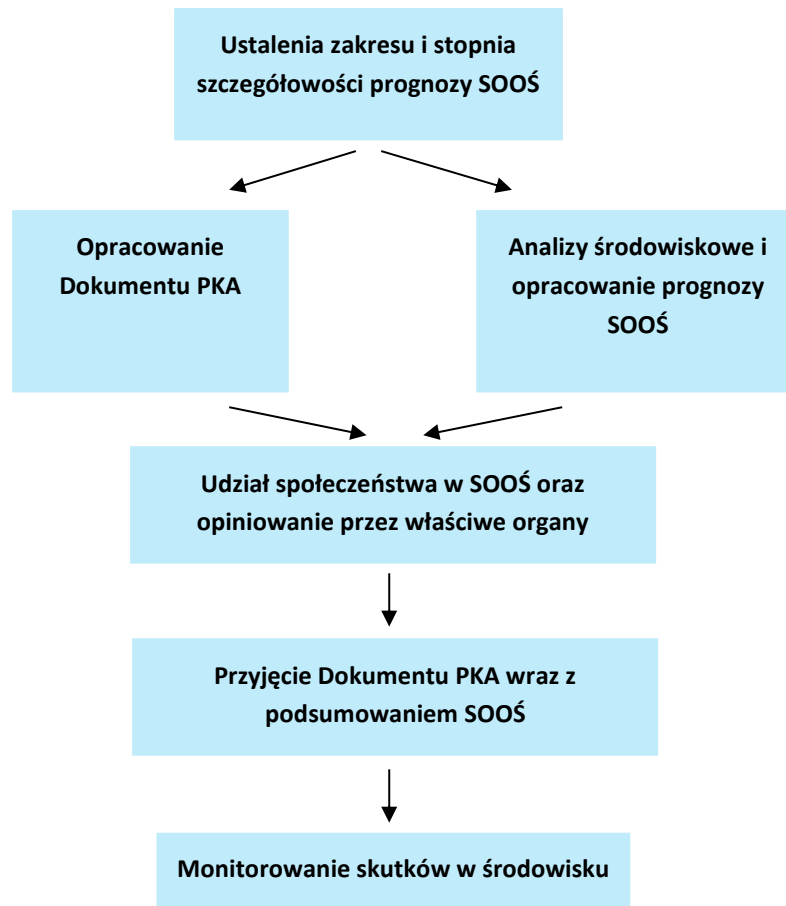 Ustalenia zakresu i stopnia
szczegółowości prognozy SOOŚ
Opracowanie
Dokumentu PKA
Analizy środowiskowe i
opracowanie prognozy
SOOŚ
Udział społeczeństwa w SOOŚ oraz
opiniowanie przez właściwe organy
Przyjęcie Dokumentu PKA wraz z
podsumowaniem SOOŚ
Monitorowanie skutków w środowisku